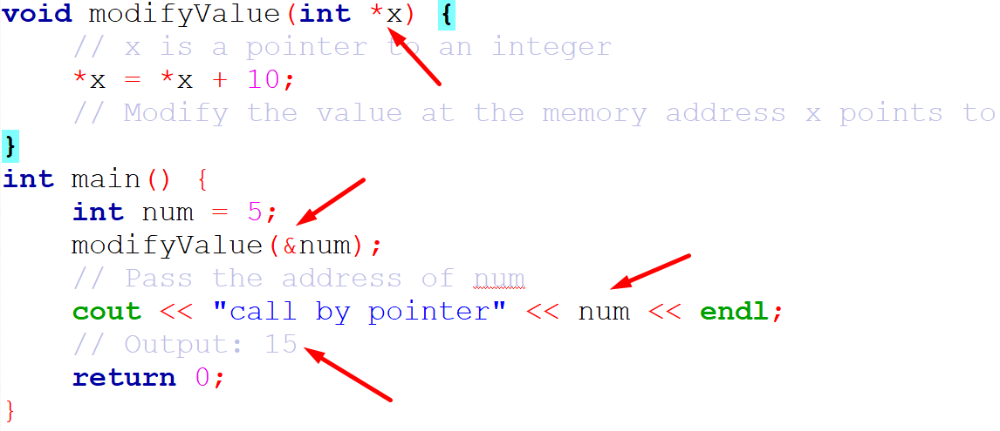 void modifyValue(int *x) {
    // x is a pointer to an integer
    *x = *x + 10;
    // Modify the value at the memory address x points to
}
int main() {
    int num = 5;
    modifyValue(&num);
    // Pass the address of num
    cout << "call by pointer" << num << endl;
    // Output: 15
    return 0;
}